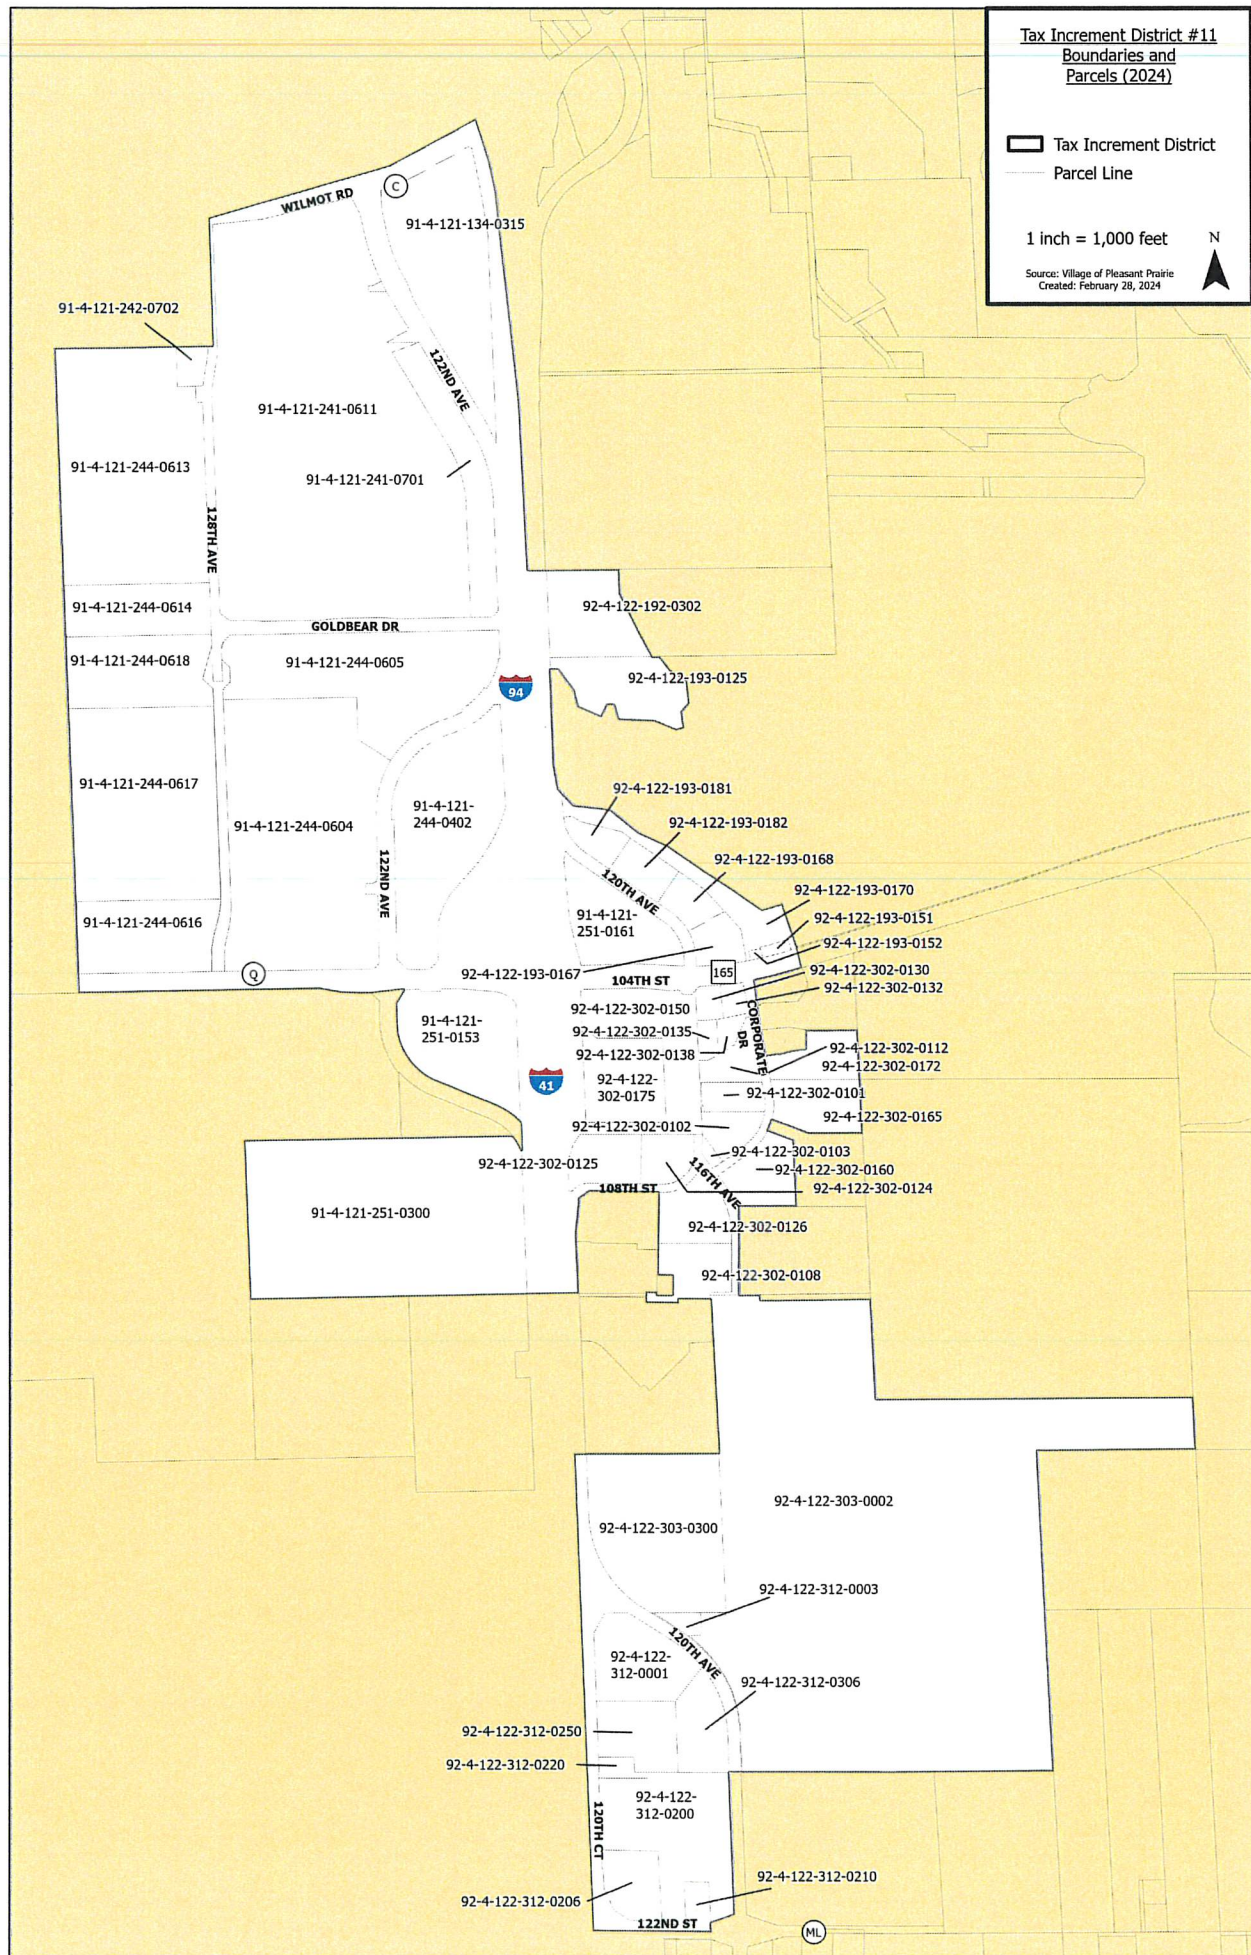 Tax Increment District #11
Boundaries and
Parcels (2024)
Tax Increment District
Parcel Line
1 inch = 1,000 feet
N
Source: Village of Pleasant Prairie
Created: February 28, 2024
C
WILMOT RD
91-4-121-134-0315
91-4-121-242-0702
122ND AVE
91-4-121-241-0611
91-4-121-244-0613
91-4-121-241-0701
128TH AVE
91-4-121-244-0614
92-4-122-192-0302
GOLDBEAR DR
91-4-121-244-0618
91-4-121-244-0605
92-4-122-193-0125
94
91-4-121-244-0617
92-4-122-193-0181
91-4-121-
244-0402
91-4-121-244-0604
92-4-122-193-0182
92-4-122-193-0168
122ND AVE
120TH AVE
92-4-122-193-0170
91-4-121-244-0616
91-4-121-
251-0161
92-4-122-193-0151
92-4-122-193-0152
Q
92-4-122-193-0167
165
92-4-122-302-0130
104TH ST
92-4-122-302-0132
92-4-122-302-0150
91-4-121-
251-0153
92-4-122-302-0135
CORPORATE
DR
92-4-122-302-0138
92-4-122-302-0112
92-4-122-302-0172
41
92-4-122-
302-0175
92-4-122-302-0101
92-4-122-302-0165
92-4-122-302-0102
92-4-122-302-0103
92-4-122-302-0125
92-4-122-302-0160
116TH AVE
108TH ST
92-4-122-302-0124
91-4-121-251-0300
92-4-122-302-0126
92-4-122-302-0108
92-4-122-303-0002
92-4-122-303-0300
92-4-122-312-0003
120TH AVE
92-4-122-
312-0001
92-4-122-312-0306
92-4-122-312-0250
92-4-122-312-0220
92-4-122-
312-0200
120TH CT
92-4-122-312-0210
92-4-122-312-0206
122ND ST
ML